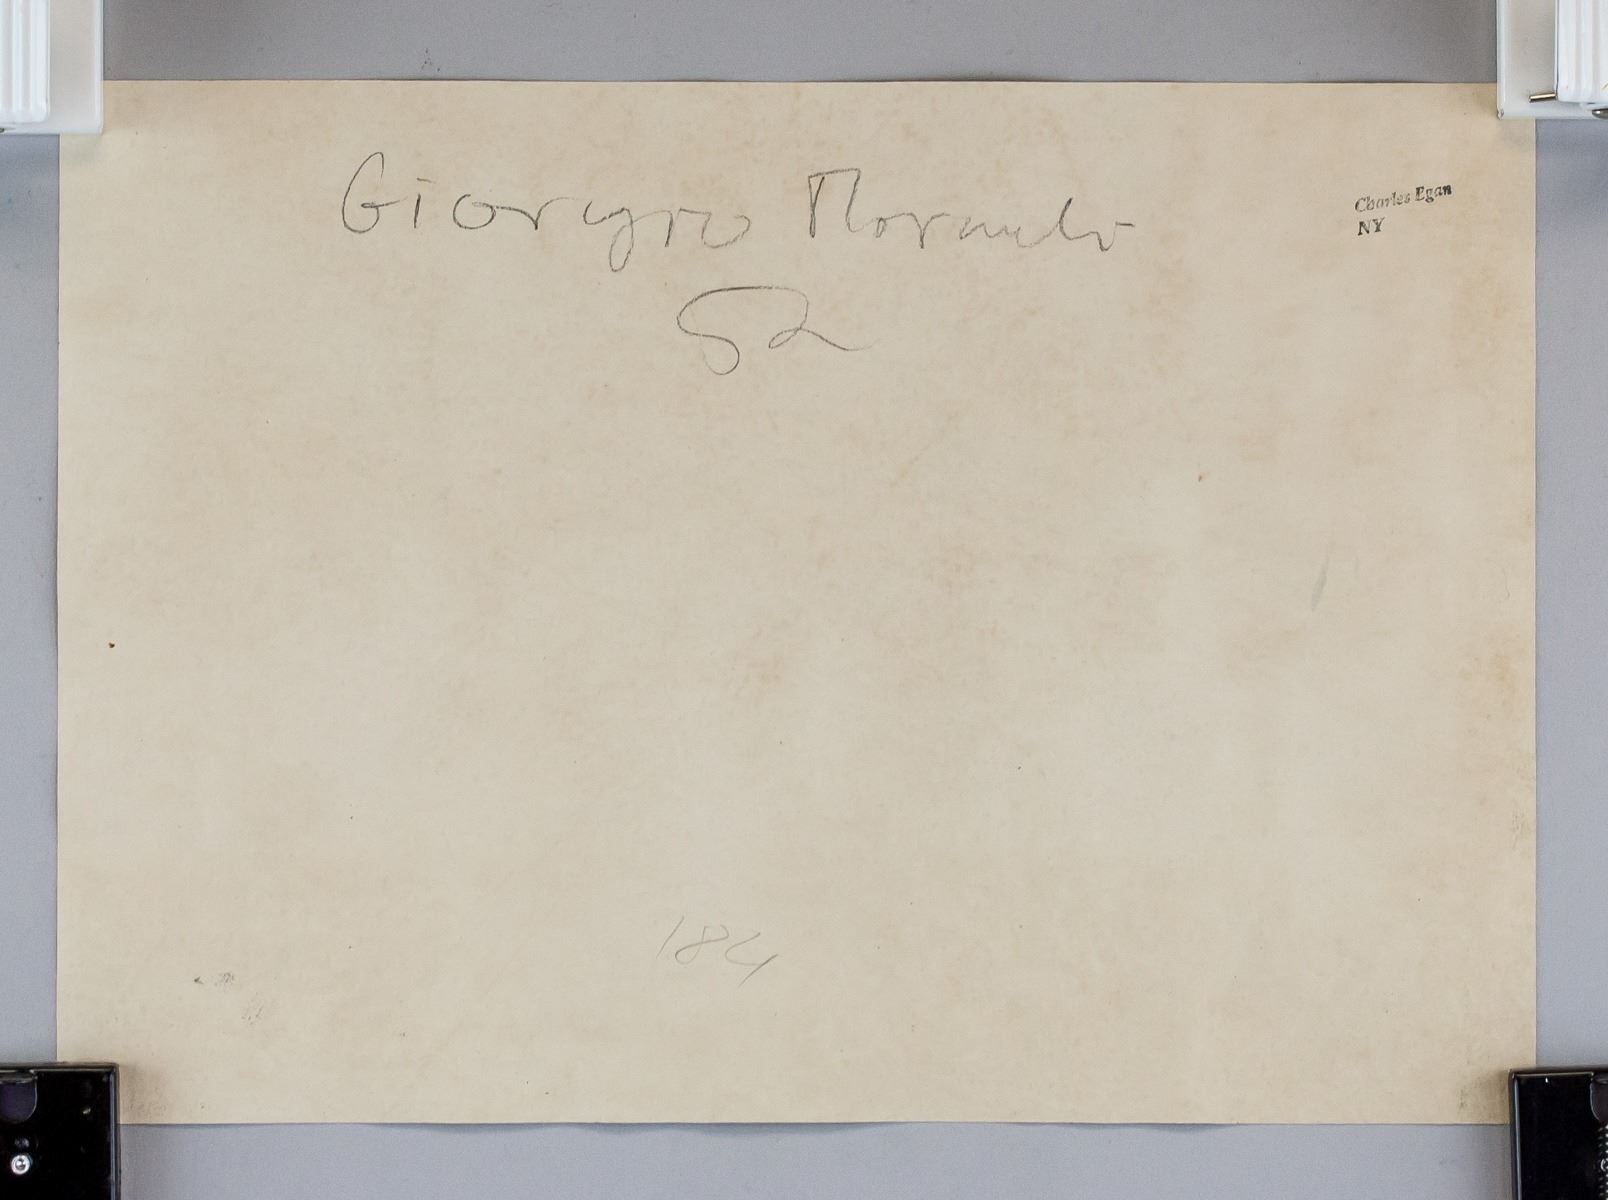 Giorgio Morandi
52
Charles Egan
NY
184